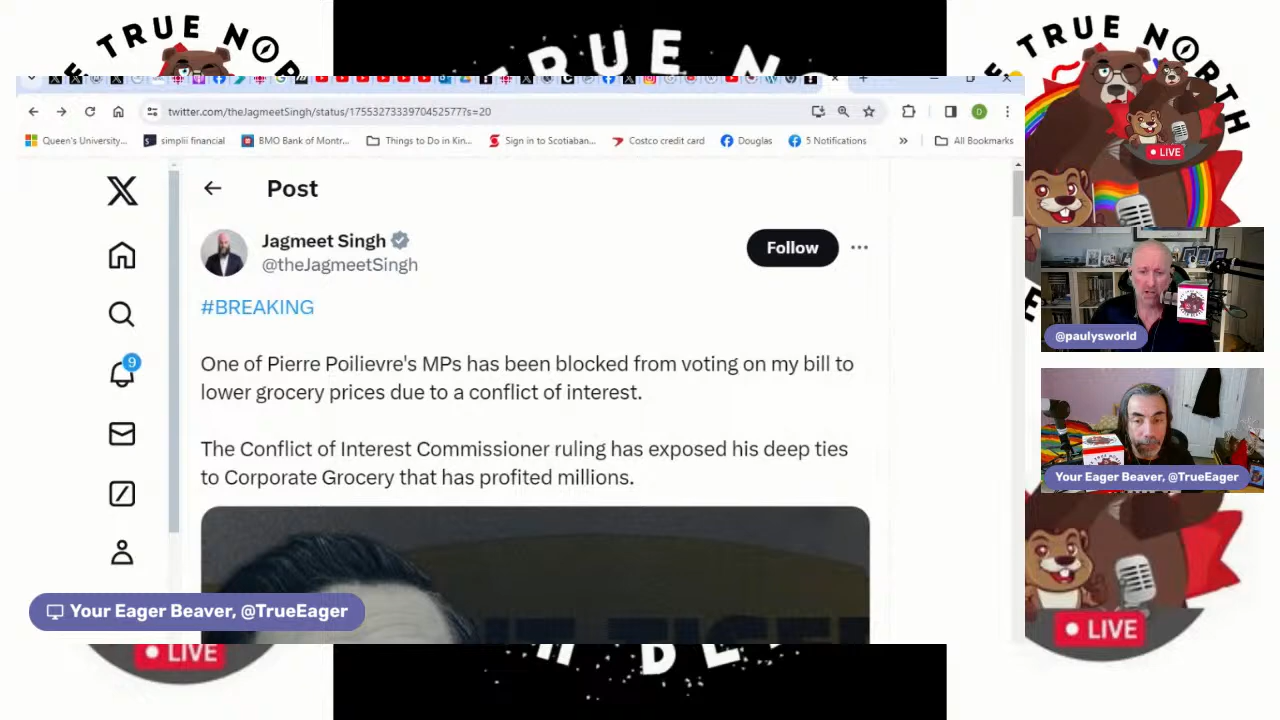 TRUE NO
TRUE N
TRUE NORTH
twitter.com/theJagmeetSingh/status/1755327333970452577?s=20
Queen's University...
simplii financial
BMO Bank of Montr...
Things to Do in Kin...
Sign in to Scotiaban...
Costco credit card
Douglas
5 Notifications
»
All Bookmarks
D
LIVE
Post
Jagmeet Singh
@theJagmeetSingh
Follow
#BREAKING
One of Pierre Poilievre's MPs has been blocked from voting on my bill to
lower grocery prices due to a conflict of interest.
The Conflict of Interest Commissioner ruling has exposed his deep ties
to Corporate Grocery that has profited millions.
9
@paulysworld
Your Eager Beaver, @TrueEager
Your Eager Beaver, @TrueEager
LIVE
LIVE